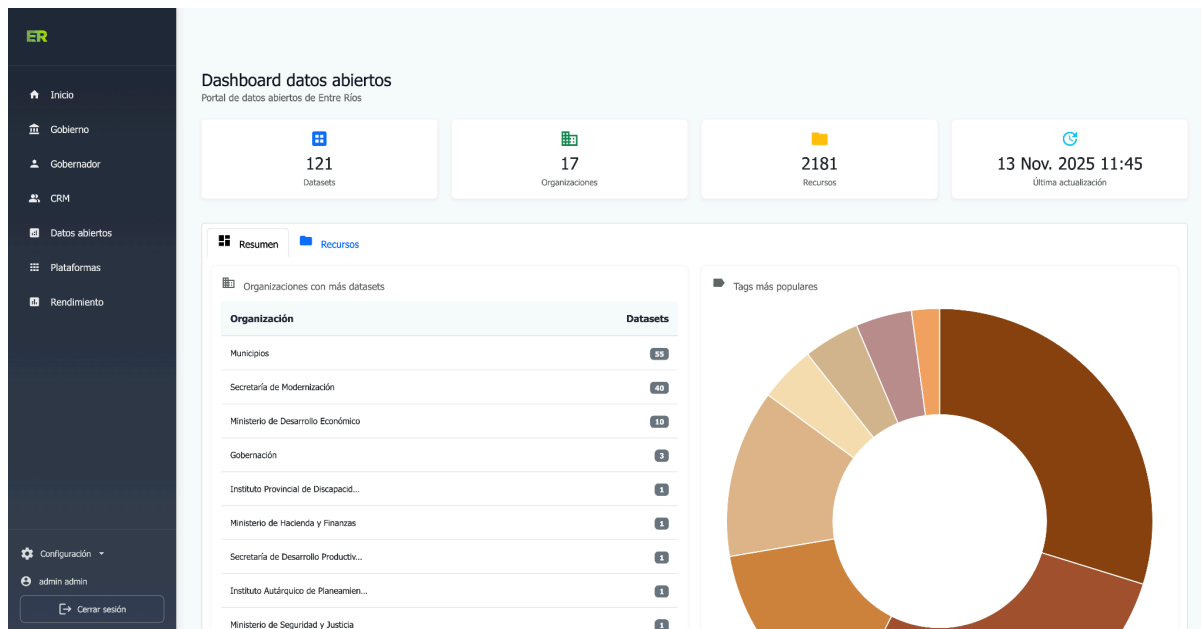 ER
Inicio
Gobierno
Gobernador
CRM
Datos abiertos
Plataformas
Rendimiento
Configuración
admin admin
Cerrar sesión
Dashboard datos abiertos
Portal de datos abiertos de Entre Ríos
121
Datasets
17
Organizaciones
2181
Recursos
13 Nov. 2025 11:45
Última actualización
Resumen
Recursos
Organizaciones con más datasets
Organización Datasets
Municipios 55
Secretaría de Modernización 40
Ministerio de Desarrollo Económico 10
Gobernación 3
Instituto Provincial de Discapacid... 1
Ministerio de Hacienda y Finanzas 1
Secretaría de Desarrollo Productiv... 1
Instituto Autárquico de Planeamien... 1
Ministerio de Seguridad y Justicia 1
Tags más populares